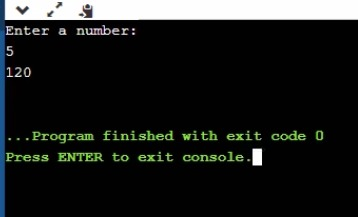 Enter a number:
5
120
...Program finished with exit code 0
Press ENTER to exit console.